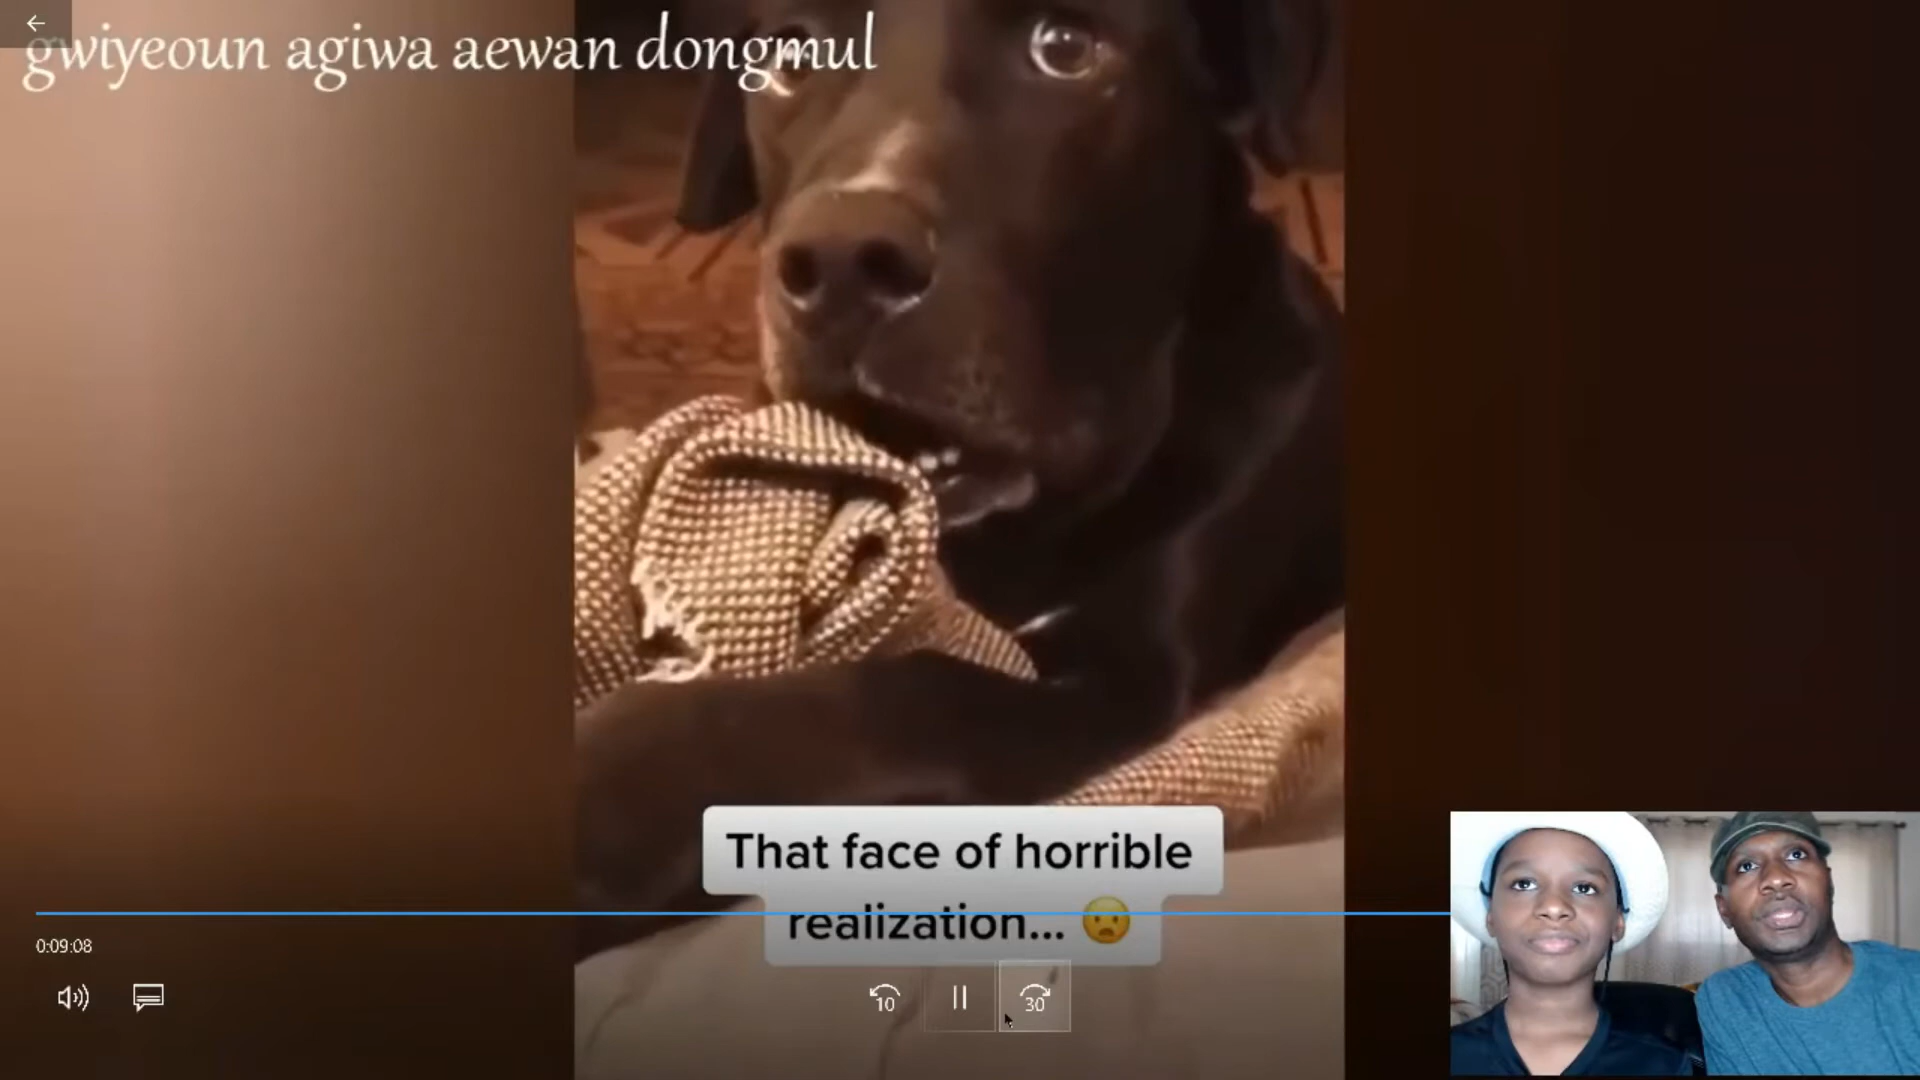 gwiyeoun agiwa aewan dongmul
That face of horrible
realization... 😦
0:09:08
10
30